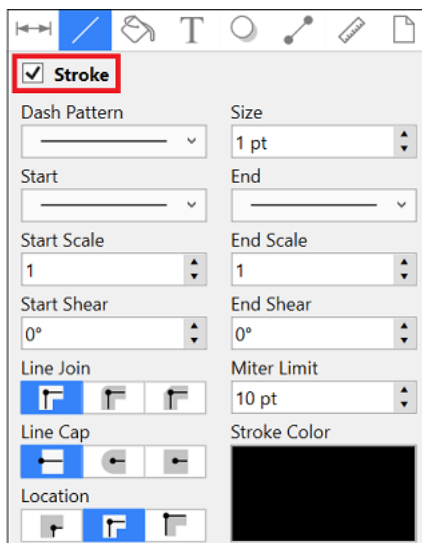 T
Stroke
Dash Pattern Size
1 pt
Start End
Start Scale End Scale
1 1
Start Shear End Shear
0° 0°
Line Join Miter Limit
10 pt
Line Cap Stroke Color
Location